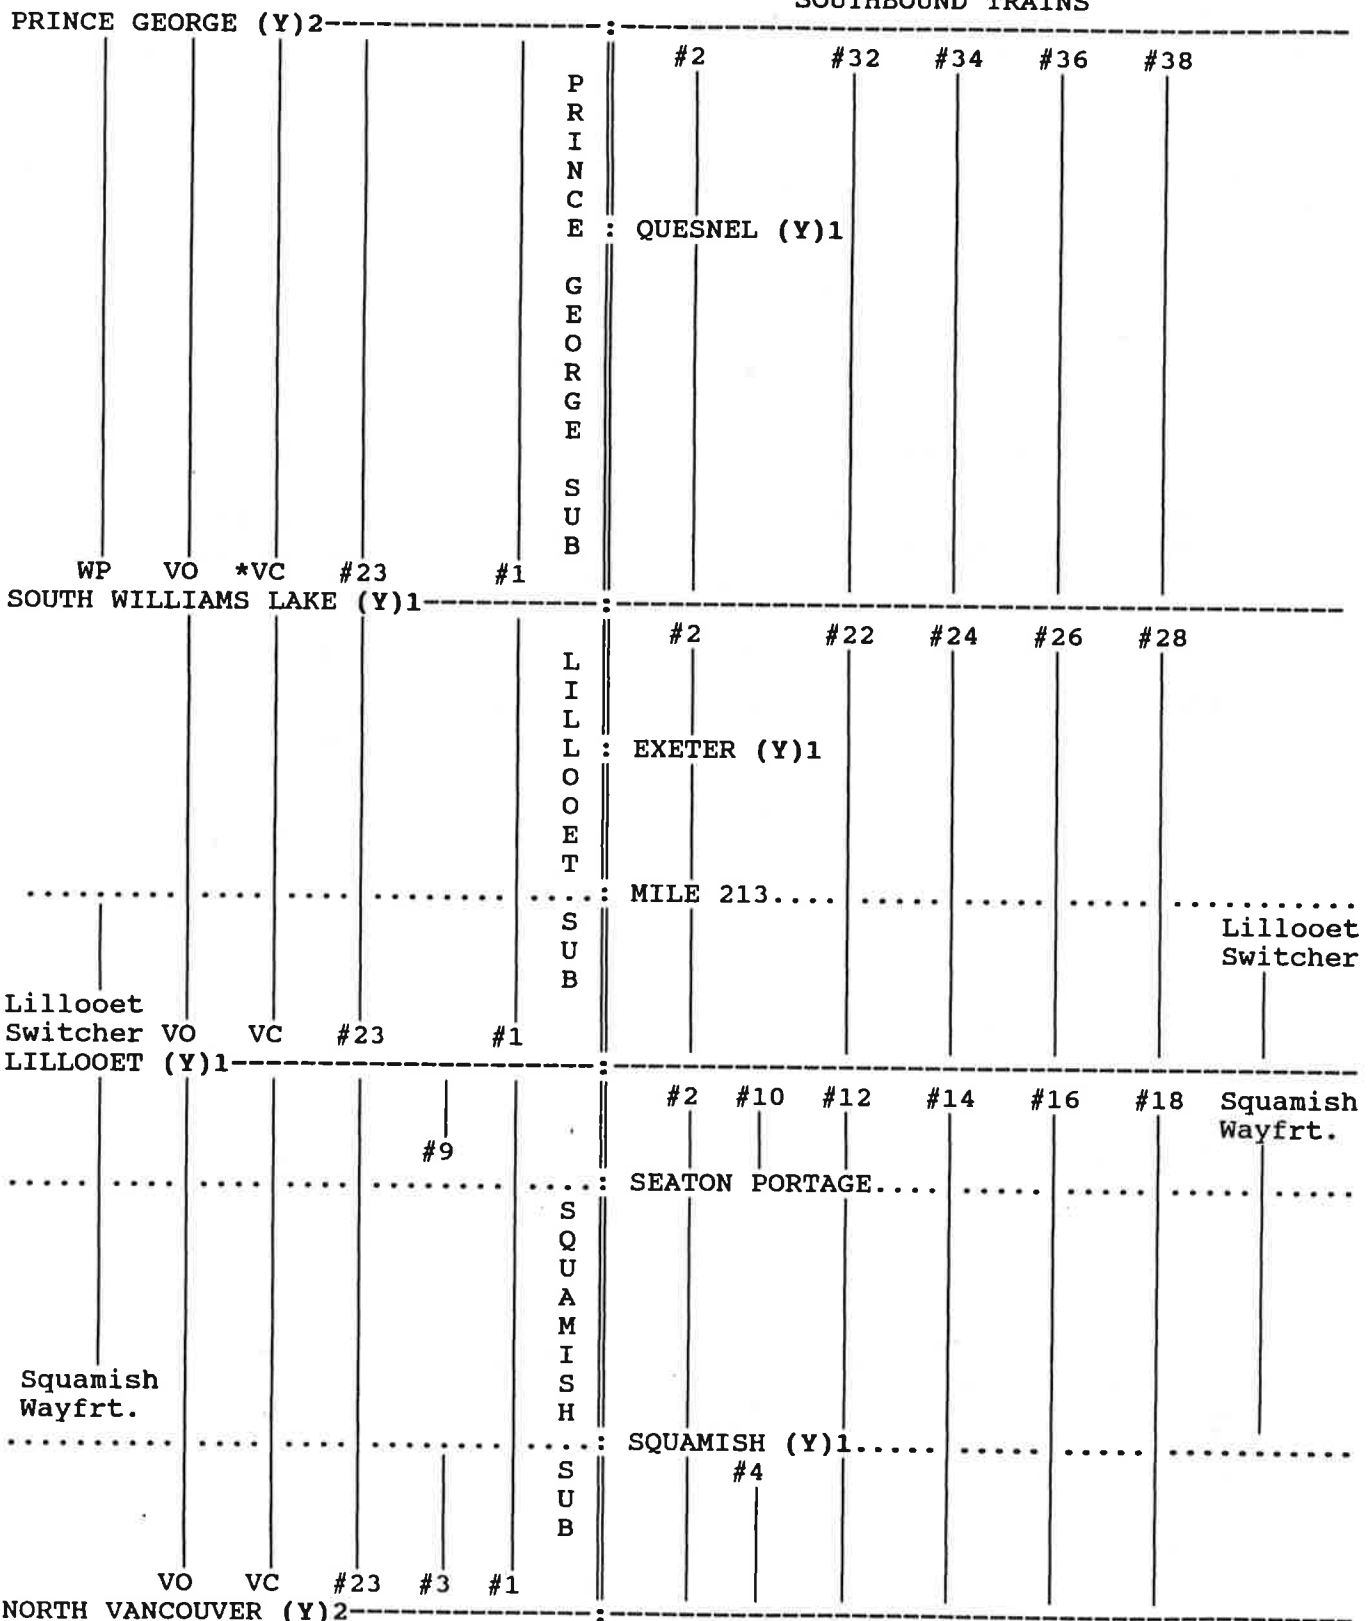 SOUTHBOUND TRAINS
PRINCE GEORGE (Y)2
#2 #32 #34 #36 #38
PRINCE GEORGE SUB
: QUESNEL (Y)1
WP VO *VC #23 #1
SOUTH WILLIAMS LAKE (Y)1
#2 #22 #24 #26 #28
LILLOOET SUB
: EXETER (Y)1
: MILE 213....
Lillooet
Switcher
Lillooet
Switcher VO VC #23 #1
LILLOOET (Y)1
#2 #10 #12 #14 #16 #18 Squamish
Wayfrt.
#9
: SEATON PORTAGE....
SQUAMISH SUB
Squamish
Wayfrt.
: SQUAMISH (Y)1.....
#4
VO VC #23 #3 #1
NORTH VANCOUVER (Y)2